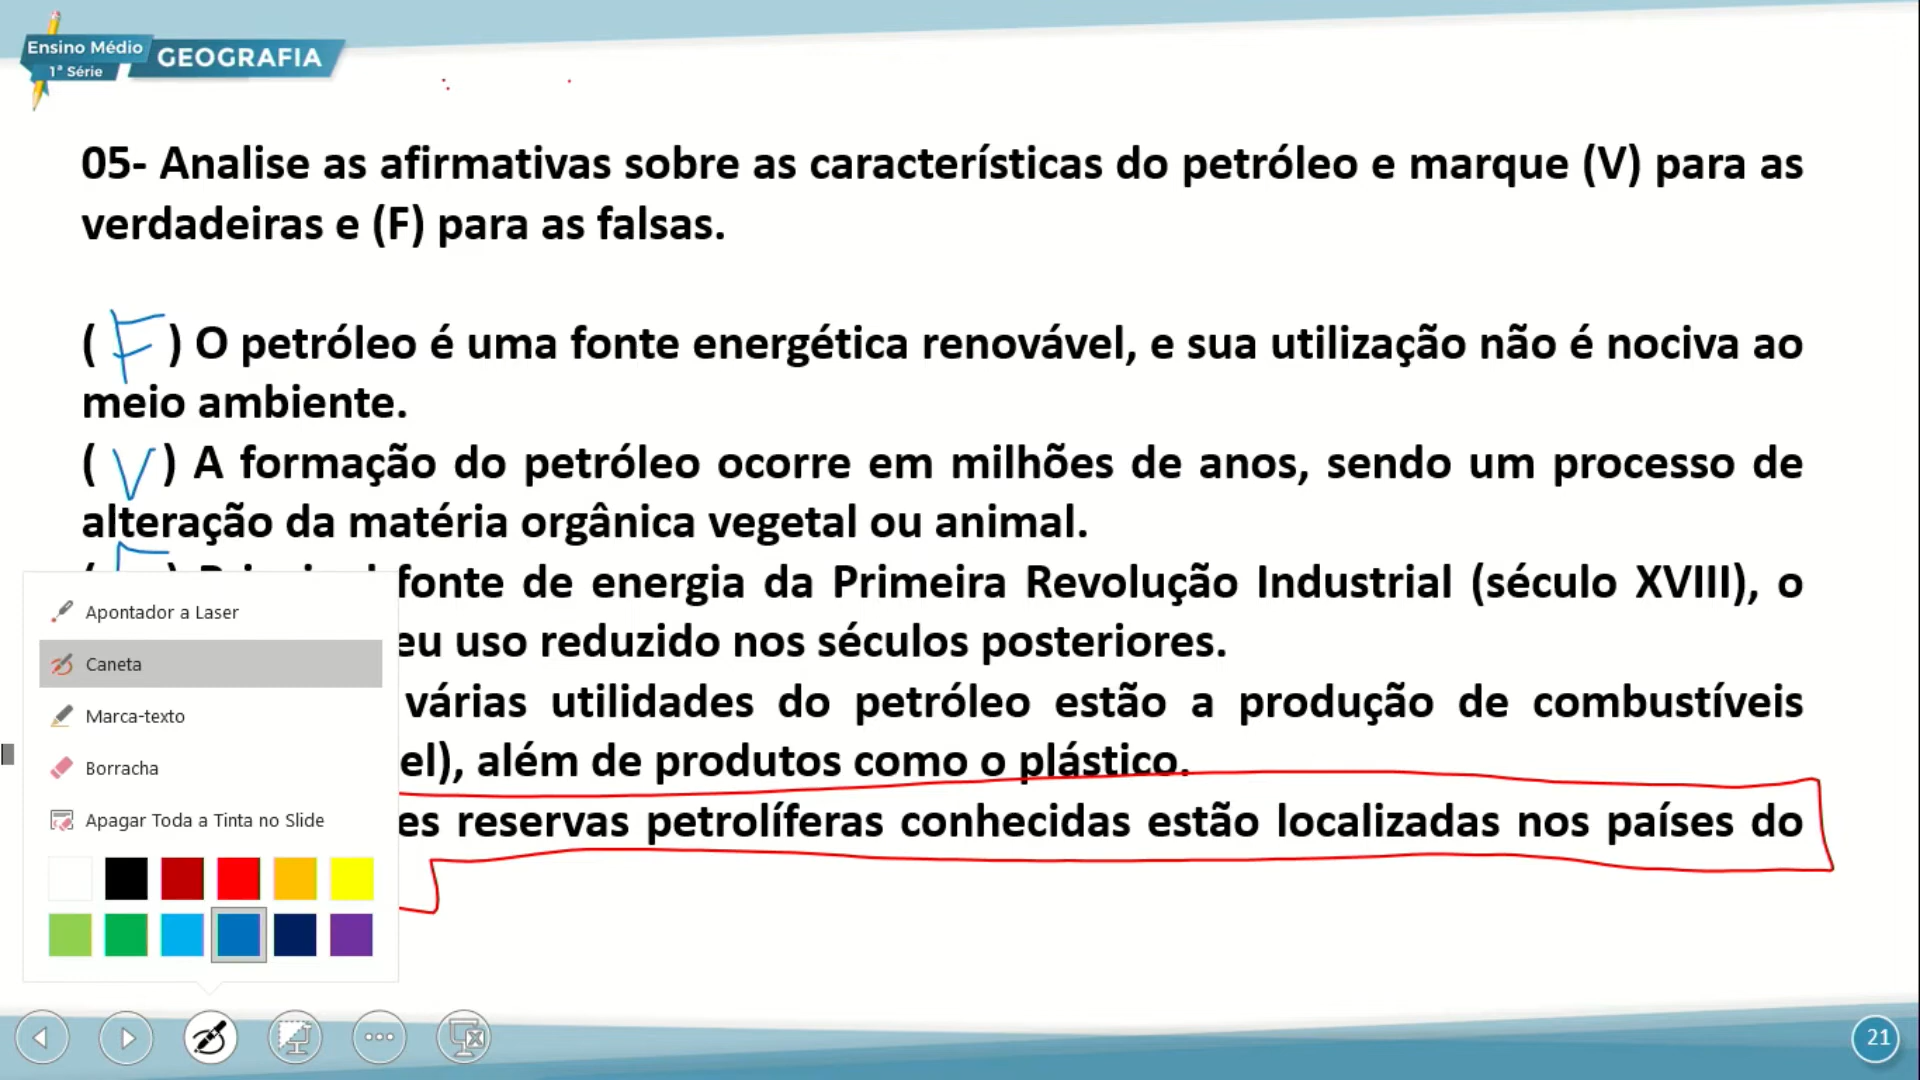 Ensino Médio
1ª Série
GEOGRAFIA
05- Analise as afirmativas sobre as características do petróleo e marque (V) para as
verdadeiras e (F) para as falsas.
( F ) O petróleo é uma fonte energética renovável, e sua utilização não é nociva ao
meio ambiente.
( V ) A formação do petróleo ocorre em milhões de anos, sendo um processo de
alteração da matéria orgânica vegetal ou animal.
fonte de energia da Primeira Revolução Industrial (século XVIII), o
eu uso reduzido nos séculos posteriores.
várias utilidades do petróleo estão a produção de combustíveis
el), além de produtos como o plástico.
es reservas petrolíferas conhecidas estão localizadas nos países do
Apontador a Laser
Caneta
Marca-texto
Borracha
Apagar Toda a Tinta no Slide
21